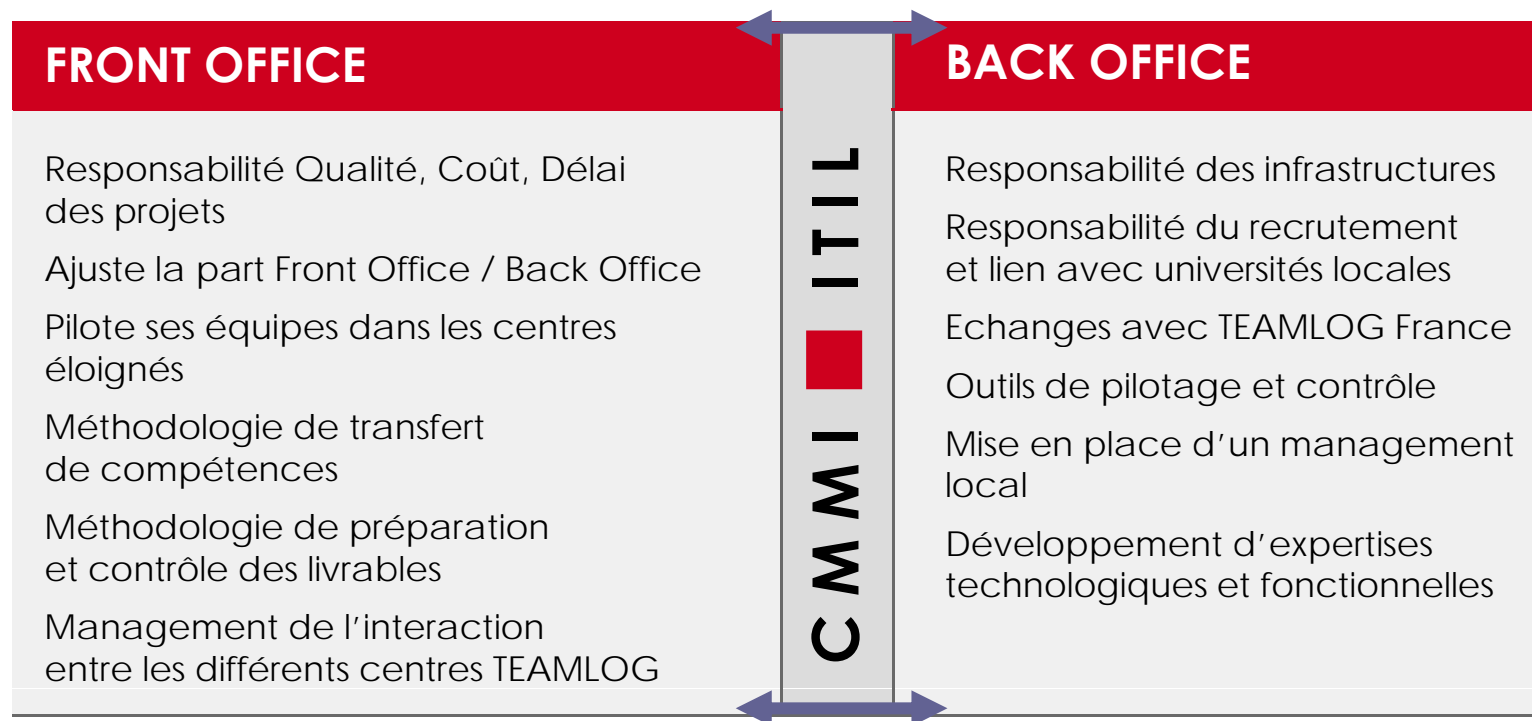 FRONT OFFICE
Responsabilité Qualité, Coût, Délai
des projets
Ajuste la part Front Office / Back Office
Pilote ses équipes dans les centres
éloignés
Méthodologie de transfert
de compétences
Méthodologie de préparation
et contrôle des livrables
Management de l’interaction
entre les différents centres TEAMLOG
CMMI ITIL
BACK OFFICE
Responsabilité des infrastructures
Responsabilité du recrutement
et lien avec universités locales
Echanges avec TEAMLOG France
Outils de pilotage et contrôle
Mise en place d’un management
local
Développement d’expertises
technologiques et fonctionnelles